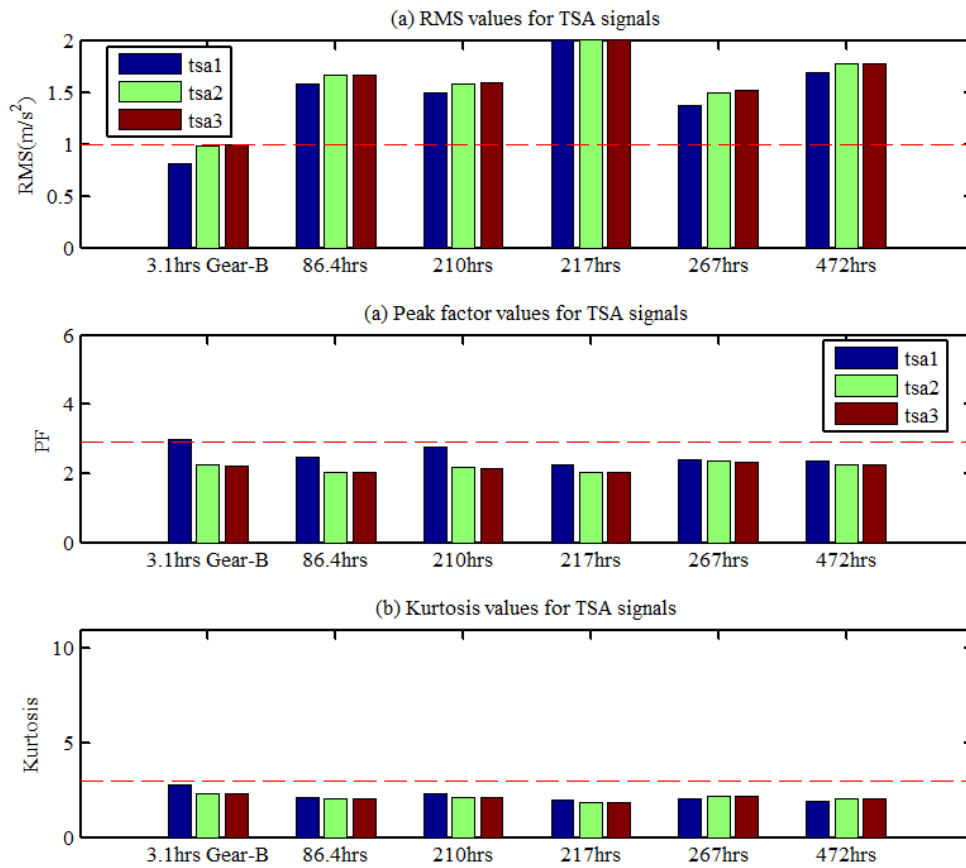 (a) RMS values for TSA signals
2
1.5
1
0.5
0
RMS(m/s²)
tsa1
tsa2
tsa3
3.1hrs Gear-B 86.4hrs 210hrs 217hrs 267hrs 472hrs
(a) Peak factor values for TSA signals
6
4
2
0
PF
tsa1
tsa2
tsa3
3.1hrs Gear-B 86.4hrs 210hrs 217hrs 267hrs 472hrs
(b) Kurtosis values for TSA signals
10
5
0
Kurtosis
3.1hrs Gear-B 86.4hrs 210hrs 217hrs 267hrs 472hrs